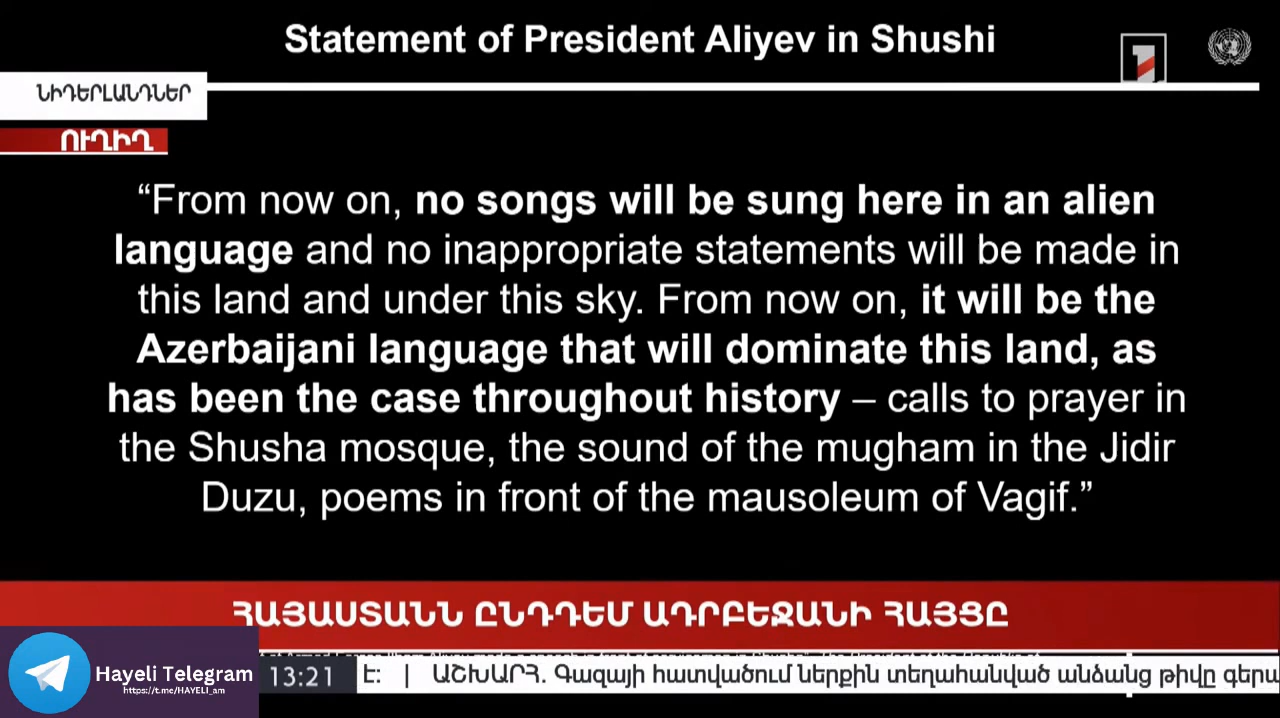 Statement of President Aliyev in Shushi
ՆԻԴԵՐԼԱՆԴՆԵՐ
ՈՒՂԻՂ
“From now on, no songs will be sung here in an alien
language and no inappropriate statements will be made in
this land and under this sky. From now on, it will be the
Azerbaijani language that will dominate this land, as
has been the case throughout history – calls to prayer in
the Shusha mosque, the sound of the mugham in the Jidir
Duzu, poems in front of the mausoleum of Vagif.”
ՀԱՅԱՍՏԱՆՆ ԸՆԴԴԵՄ ԱԴՐԲԵՋԱՆԻ ՀԱՅՑԸ
Hayeli Telegram
https://t.me/HAYELI_am
13:21
է: | ԱՇԽԱՐՀ. Գազայի հատվածում ներքին տեղահանված անձանց թիվը